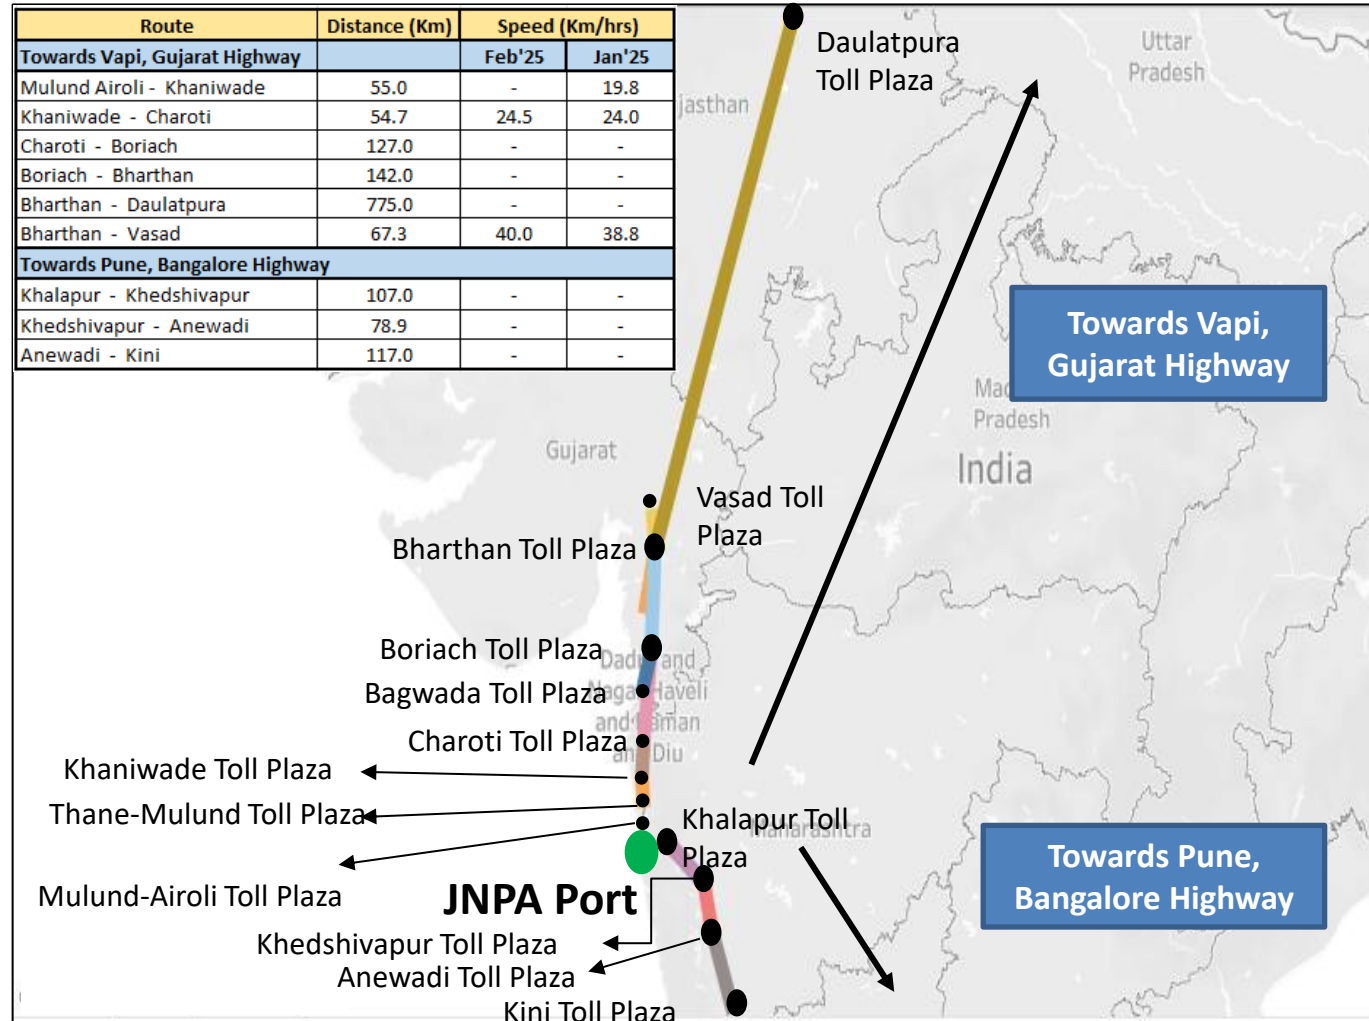 Route Distance (Km) Speed (Km/hrs)
Towards Vapi, Gujarat Highway Feb'25 Jan'25
Mulund Airoli - Khaniwade 55.0 - 19.8
Khaniwade - Charoti 54.7 24.5 24.0
Charoti - Boriach 127.0 - -
Boriach - Bharthan 142.0 - -
Bharthan - Daulatpura 775.0 - -
Bharthan - Vasad 67.3 40.0 38.8
Towards Pune, Bangalore Highway
Khalapur - Khedshivapur 107.0 - -
Khedshivapur - Anewadi 78.9 - -
Anewadi - Kini 117.0 - -
Daulatpura
Toll Plaza
Uttar
Pradesh
jasthan
Towards Vapi,
Gujarat Highway
Pradesh
India
Gujarat
Vasad Toll
Plaza
Bharthan Toll Plaza
Boriach Toll Plaza
and
Bagwada Toll Plaza
Haveli
and
Charoti Toll Plaza
Diu
Khaniwade Toll Plaza
Thane-Mulund Toll Plaza
Khalapur Toll
Plaza
Mulund-Airoli Toll Plaza
JNPA Port
Towards Pune,
Bangalore Highway
Khedshivapur Toll Plaza
Anewadi Toll Plaza
Kini Toll Plaza